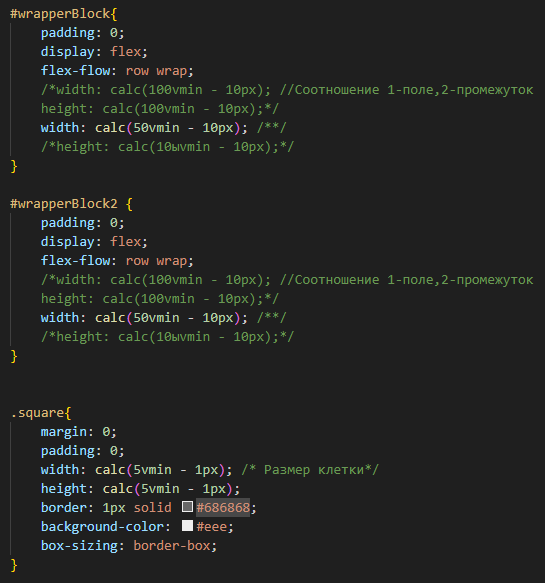 #wrapperBlock{
    padding: 0;
    display: flex;
    flex-flow: row wrap;
    /*width: calc(100vmin - 10px); //Соотношение 1-поле,2-промежуток
    height: calc(100vmin - 10px);*/
    width: calc(50vmin - 10px); /**/
    /*height: calc(10ыvmin - 10px);*/
}

#wrapperBlock2 {
    padding: 0;
    display: flex;
    flex-flow: row wrap;
    /*width: calc(100vmin - 10px); //Соотношение 1-поле,2-промежуток
    height: calc(100vmin - 10px);*/
    width: calc(50vmin - 10px); /**/
    /*height: calc(10ыvmin - 10px);*/
}

.square{
    margin: 0;
    padding: 0;
    width: calc(5vmin - 1px); /* Размер клетки*/
    height: calc(5vmin - 1px);
    border: 1px solid #686868;
    background-color: #eee;
    box-sizing: border-box;
}